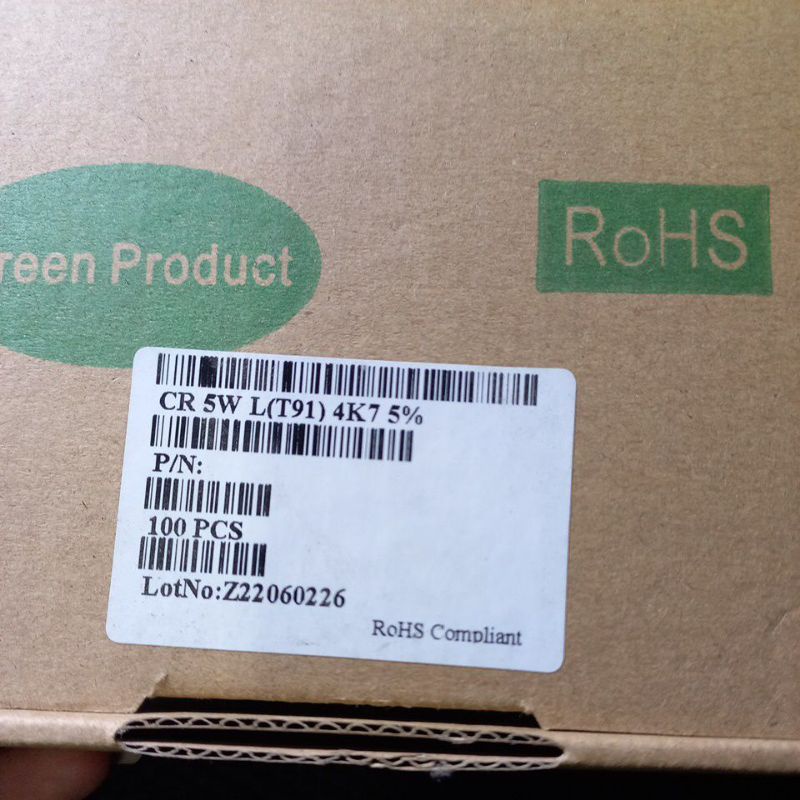 reen Product
RoHS
CR 5W L(T91) 4K7 5%
P/N:
100 PCS
LotNo:Z22060226
RoHS Compliant